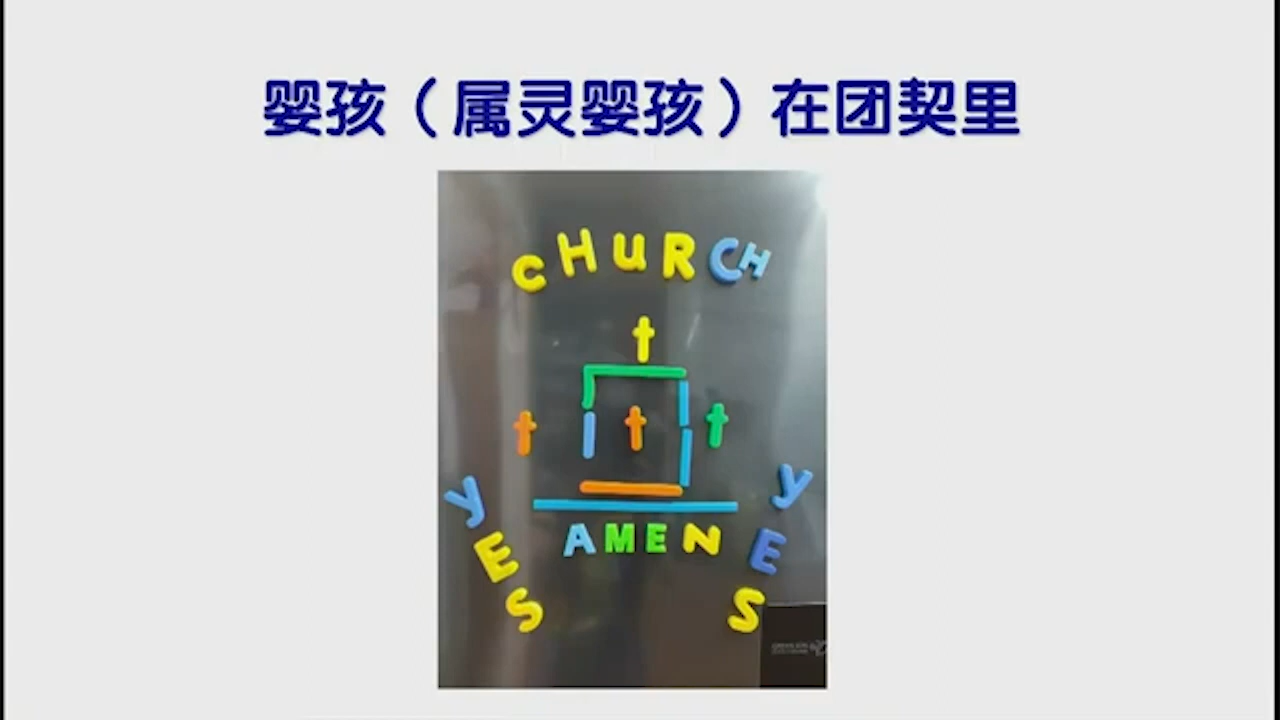 婴孩（属灵婴孩）在团契里
cHuRCH
t
t t t
AMEN
yES
yES